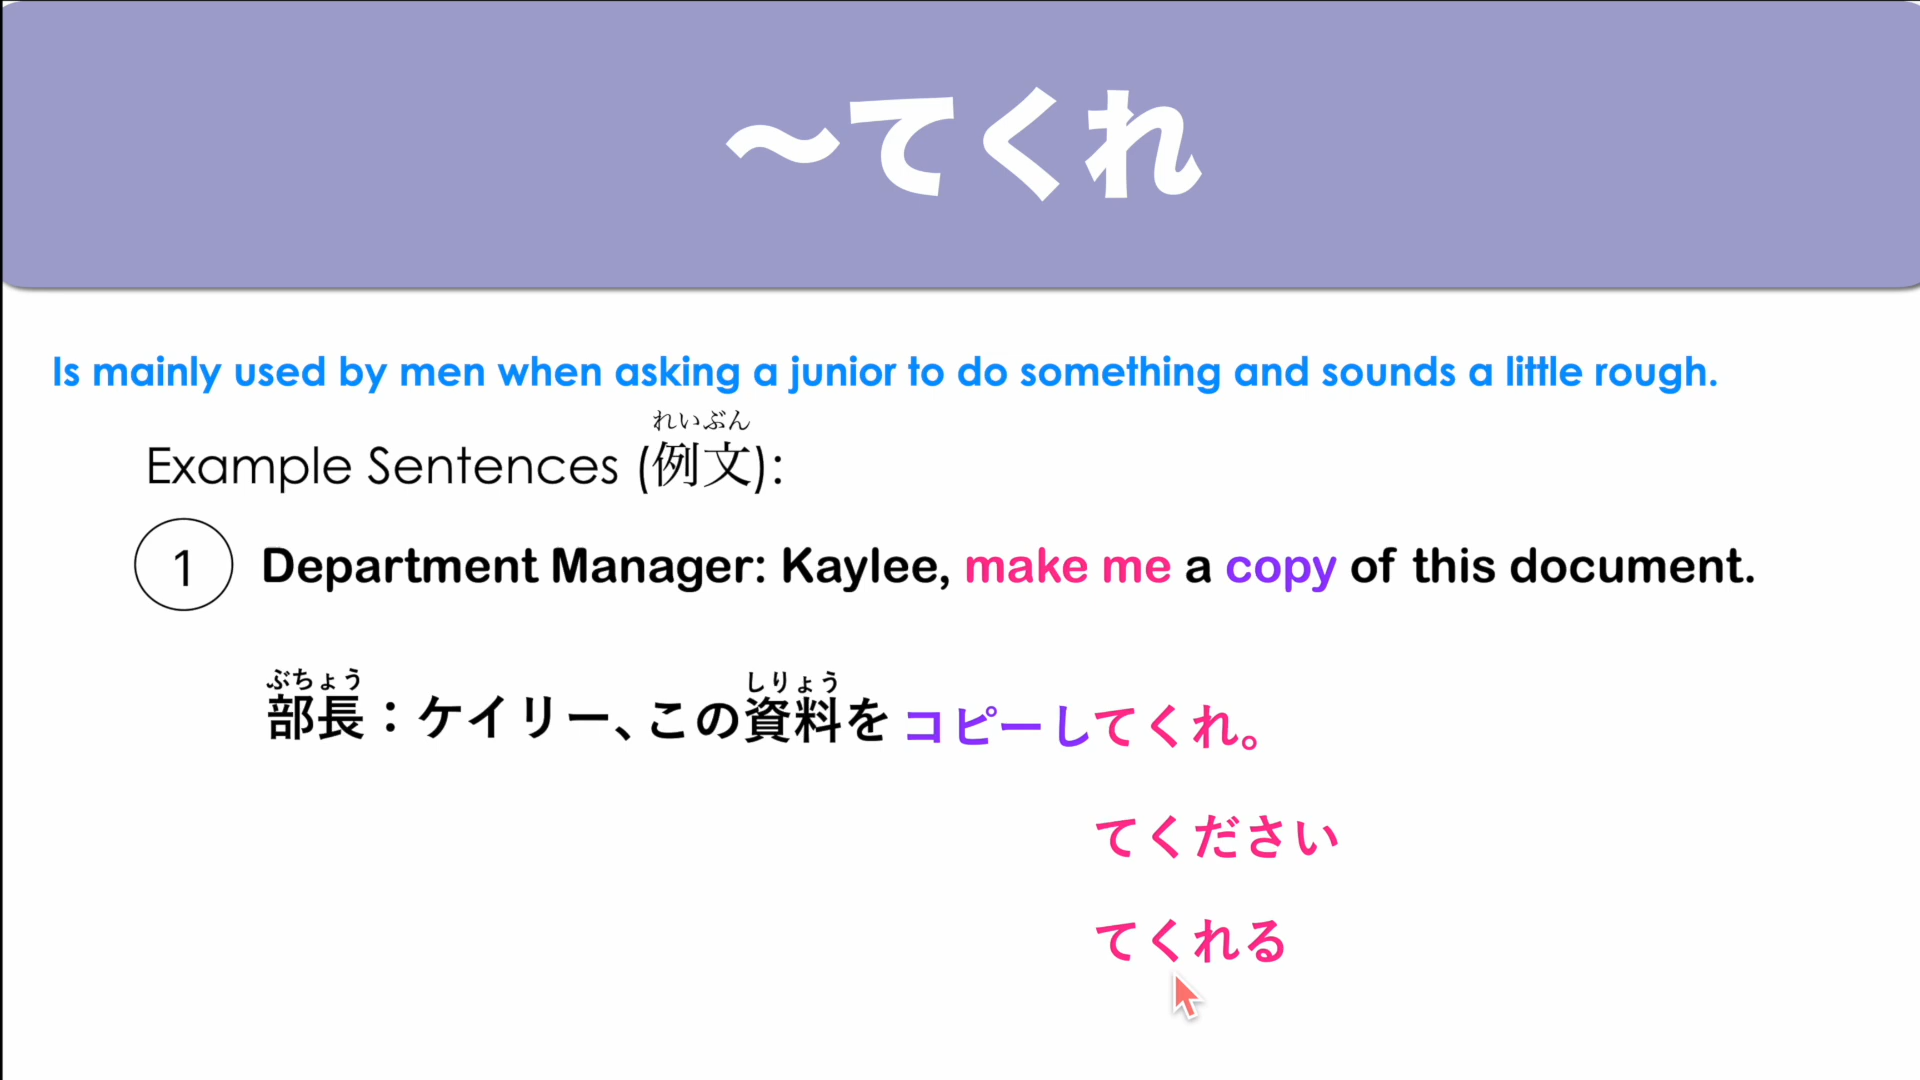 ～てくれ
Is mainly used by men when asking a junior to do something and sounds a little rough.
れいぶん
Example Sentences (例文):
1 Department Manager: Kaylee, make me a copy of this document.
ぶちょう しりょう
部長：ケイリー、この資料を コピーしてくれ。
てください
てくれる